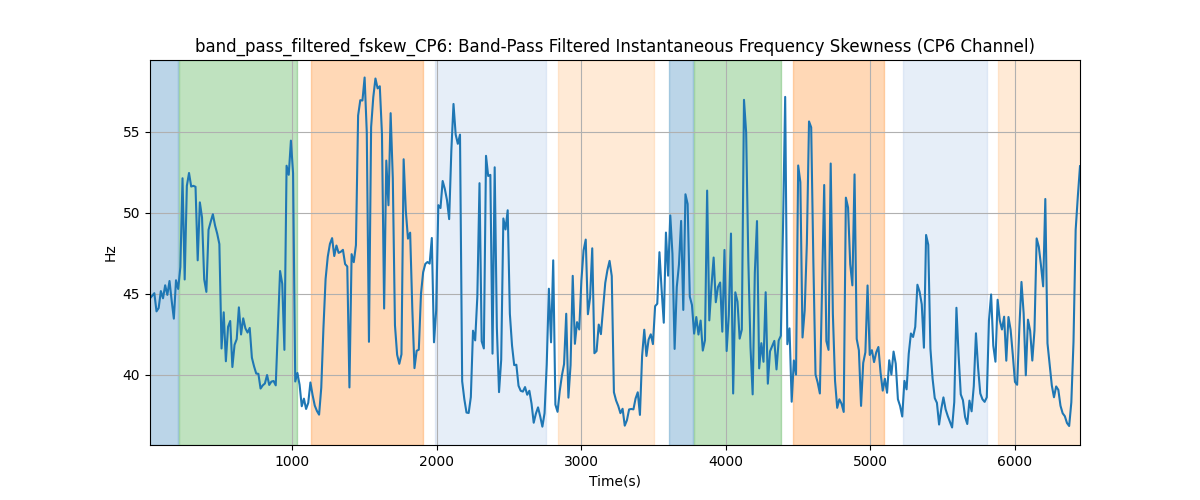 band_pass_filtered_fskew_CP6: Band-Pass Filtered Instantaneous Frequency Skewness (CP6 Channel)
55
50
45
40
Hz
1000 2000 3000 4000 5000 6000
Time(s)